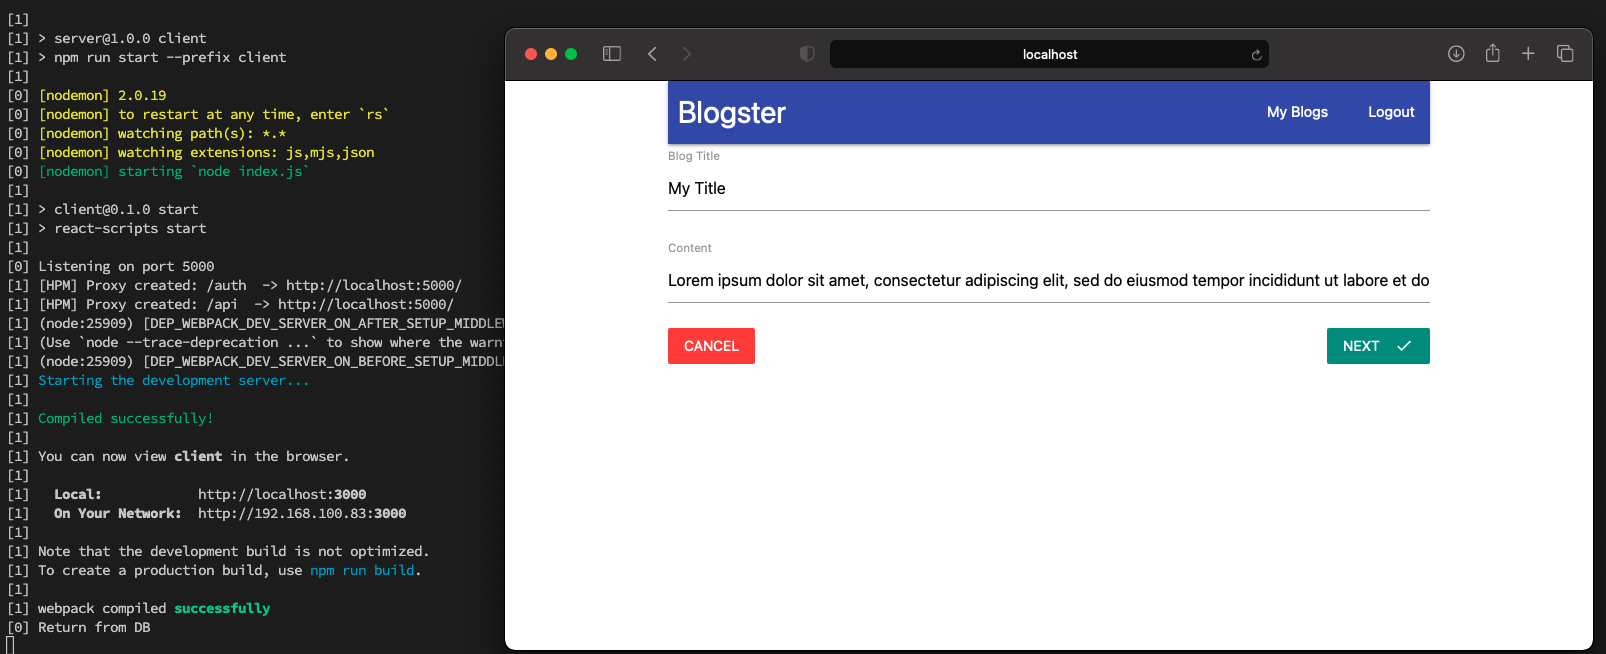 [1]
[1] > server@1.0.0 client
[1] > npm run start --prefix client
[1]
[0] [nodemon] 2.0.19
[0] [nodemon] to restart at any time, enter `rs`
[0] [nodemon] watching path(s): *.*
[0] [nodemon] watching extensions: js,mjs,json
[0] [nodemon] starting `node index.js`
[1]
[1] > client@0.1.0 start
[1] > react-scripts start
[1]
[0] Listening on port 5000
[1] [HPM] Proxy created: /auth  -> http://localhost:5000/
[1] [HPM] Proxy created: /api  -> http://localhost:5000/
[1] (node:25909) [DEP_WEBPACK_DEV_SERVER_ON_AFTER_SETUP_MIDDLEW
[1] (Use `node --trace-deprecation ...` to show where the warn
[1] (node:25909) [DEP_WEBPACK_DEV_SERVER_ON_BEFORE_SETUP_MIDDL
[1] Starting the development server...
[1]
[1] Compiled successfully!
[1]
[1] You can now view client in the browser.
[1]
[1]   Local:            http://localhost:3000
[1]   On Your Network:  http://192.168.100.83:3000
[1]
[1] Note that the development build is not optimized.
[1] To create a production build, use npm run build.
[1]
[1] webpack compiled successfully
[0] Return from DB
localhost
Blogster
My Blogs
Logout
Blog Title
My Title
Content
Lorem ipsum dolor sit amet, consectetur adipiscing elit, sed do eiusmod tempor incididunt ut labore et do
CANCEL
NEXT